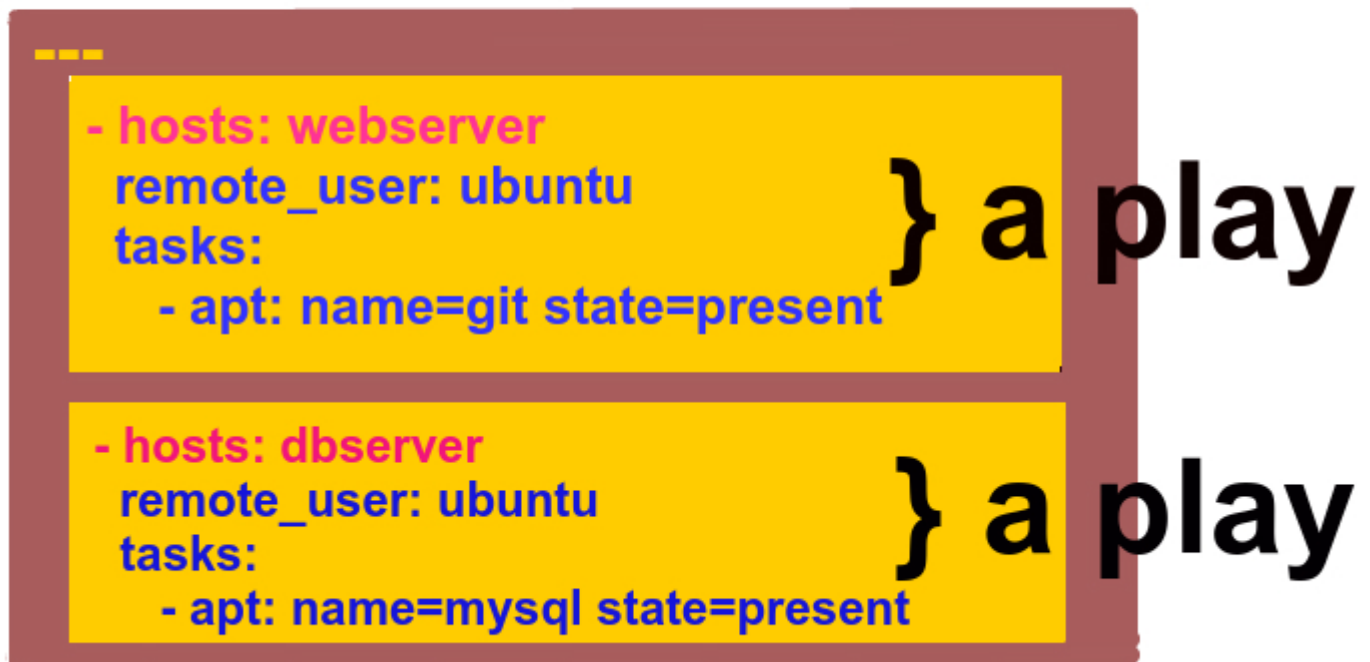 ---
- hosts: webserver
remote_user: ubuntu
tasks:
- apt: name=git state=present
} a play
- hosts: dbserver
remote_user: ubuntu
tasks:
- apt: name=mysql state=present
} a play